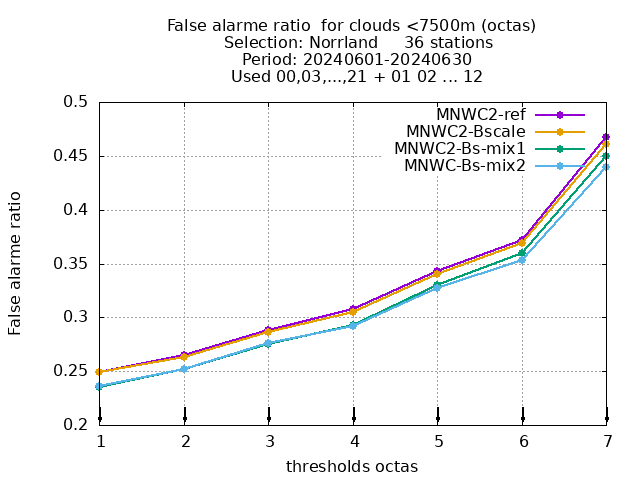 False alarme ratio  for clouds <7500m (octas)
Selection: Norrland     36 stations
Period: 20240601-20240630
Used 00,03,...,21 + 01 02 ... 12
MNWC2-ref
MNWC2-Bscale
MNWC2-Bs-mix1
MNWC-Bs-mix2
False alarme ratio
0.5
0.45
0.4
0.35
0.3
0.25
0.2
1 2 3 4 5 6 7
thresholds octas